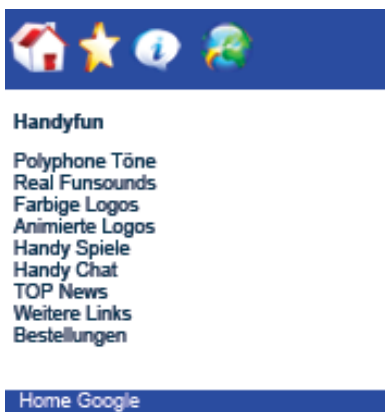 Handyfun
Polyphone Töne
Real Funsounds
Farbige Logos
Animierte Logos
Handy Spiele
Handy Chat
TOP News
Weitere Links
Bestellungen
Home Google